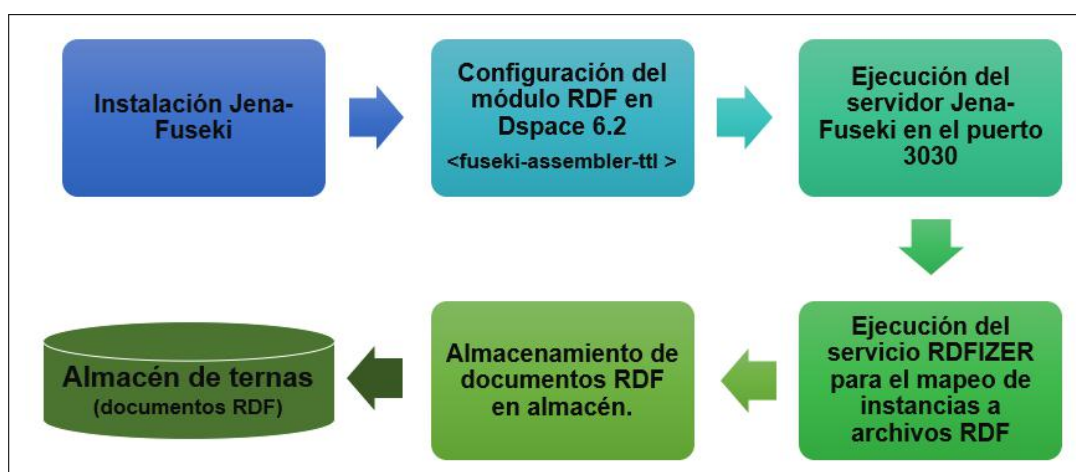 Instalación Jena-
Fuseki
Configuración del
módulo RDF en
Dspace 6.2
<fuseki-assembler-ttl >
Ejecución del
servidor Jena-
Fuseki en el puerto
3030
Ejecución del
servicio RDFIZER
para el mapeo de
instancias a
archivos RDF
Almacenamiento de
documentos RDF
en almacén.
Almacén de ternas
(documentos RDF)